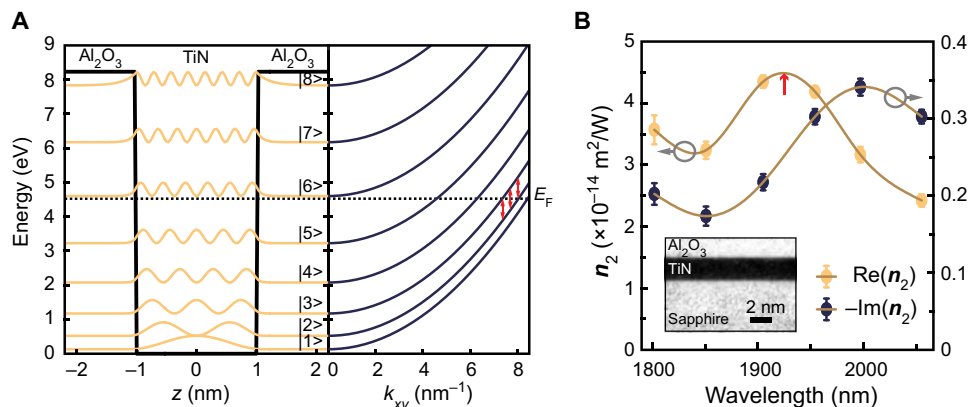 A
Al₂O₃ TiN Al₂O₃
9
8
7
6
5
4
3
2
1
0
Energy (eV)
|8>
|7>
|6>
|5>
|4>
|3>
|2>
|1>
E_F
−2 −1 0 1 2
z (nm)
0 2 4 6 8
k_xy (nm⁻¹)
B
5
4
3
2
1
0
n₂ (×10⁻¹⁴ m²/W)
0.4
0.3
0.2
0.1
0
Al₂O₃
TiN
Sapphire
2 nm
Re(n₂)
−Im(n₂)
1800 1900 2000
Wavelength (nm)